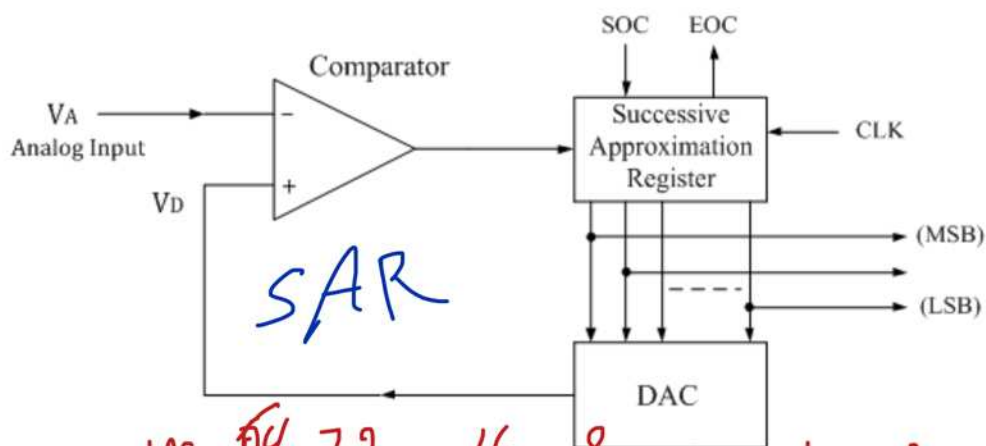 SOC EOC
Comparator
VA
Analog Input
-
Successive
Approximation
Register
CLK
VD
+
(MSB)
SAR
(LSB)
DAC